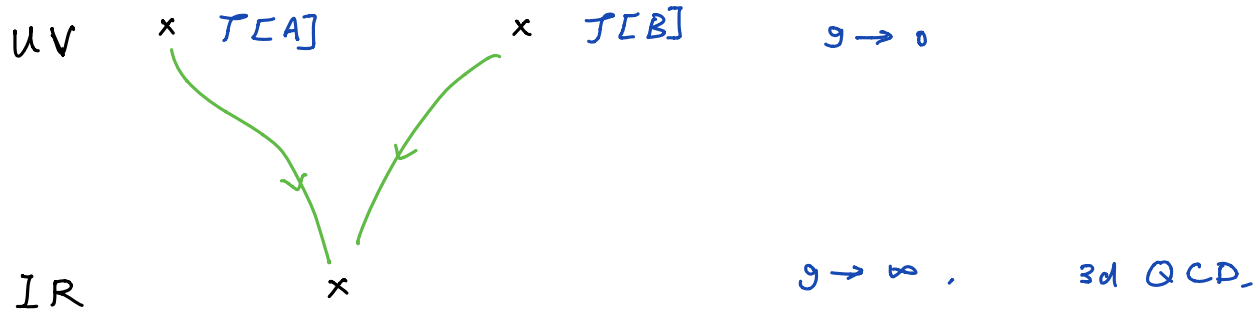 UV × T[A] × T[B] g → 0
IR × g → ∞ , 3d QCD.